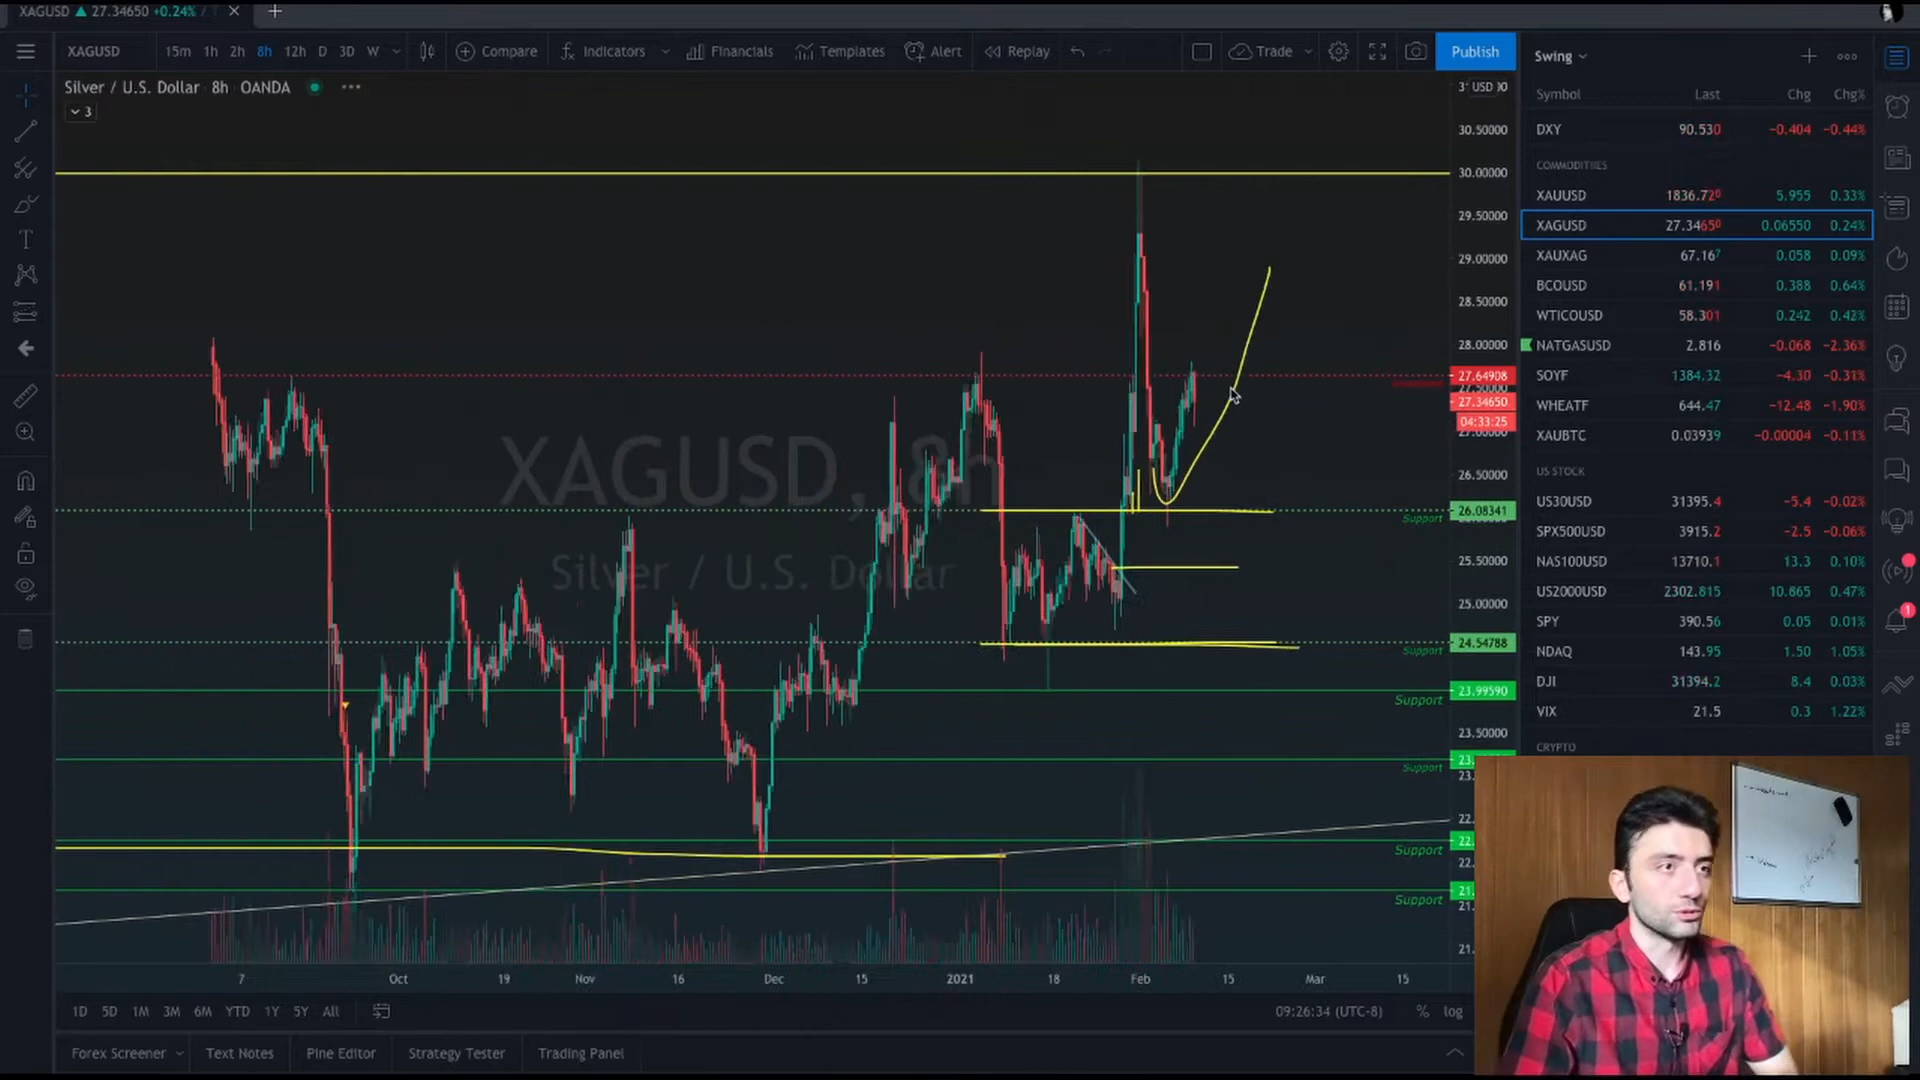 XAGUSD ▲ 27.34650 +0.24% /
XAGUSD 15m 1h 2h 8h 12h D 3D W Compare Indicators Financials Templates Alert Replay Trade Publish
Silver / U.S. Dollar 8h OANDA
3
XAGUSD, 8h
Silver / U.S. Dollar
USD
30.50000
30.00000
29.50000
29.00000
28.50000
28.00000
27.64908
27.34650
04:33:25
27.00000
26.50000
26.08341
Support
25.50000
25.00000
24.54788
Support
23.99590
Support
23.50000
Support
Support
Support
7 Oct 19 Nov 16 Dec 15 2021 18 Feb 15 Mar 15
1D 5D 1M 3M 6M YTD 1Y 5Y All 09:26:34 (UTC-8) % log
Forex Screener Text Notes Pine Editor Strategy Tester Trading Panel
Swing
Symbol Last Chg Chg%
DXY 90.530 −0.404 −0.44%
COMMODITIES
XAUUSD 1836.720 5.955 0.33%
XAGUSD 27.34650 0.06550 0.24%
XAUXAG 67.167 0.058 0.09%
BCOUSD 61.191 0.388 0.64%
WTICOUSD 58.301 0.242 0.42%
NATGASUSD 2.816 −0.068 −2.36%
SOYF 1384.32 −4.30 −0.31%
WHEATF 644.47 −12.48 −1.90%
XAUBTC 0.03939 −0.00004 −0.11%
US STOCK
US30USD 31395.4 −5.4 −0.02%
SPX500USD 3915.2 −2.5 −0.06%
NAS100USD 13710.1 13.3 0.10%
US2000USD 2302.815 10.865 0.47%
SPY 390.56 0.05 0.01%
NDAQ 143.95 1.50 1.05%
DJI 31394.2 8.4 0.03%
VIX 21.5 0.3 1.22%
CRYPTO
1